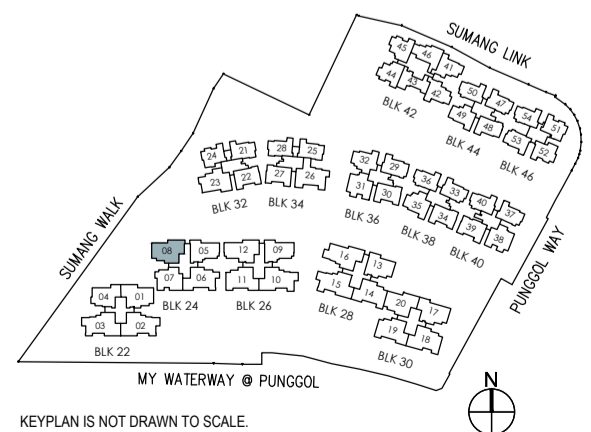 SUMANG LINK
45 46 41
44 43 42
BLK 42
50 47
49 48
BLK 44
54 51
53 52
BLK 46
24 21
23 22
BLK 32
28 25
27 26
BLK 34
32 29
31 30
BLK 36
36 33
35 34
BLK 38
40 37
39 38
BLK 40
SUMANG WALK
PUNGGOL WAY
08 05
07 06
BLK 24
12 09
11 10
BLK 26
04 01
03 02
BLK 22
16 13
15 14
BLK 28
20 17
19 18
BLK 30
MY WATERWAY @ PUNGGOL
N
KEYPLAN IS NOT DRAWN TO SCALE.